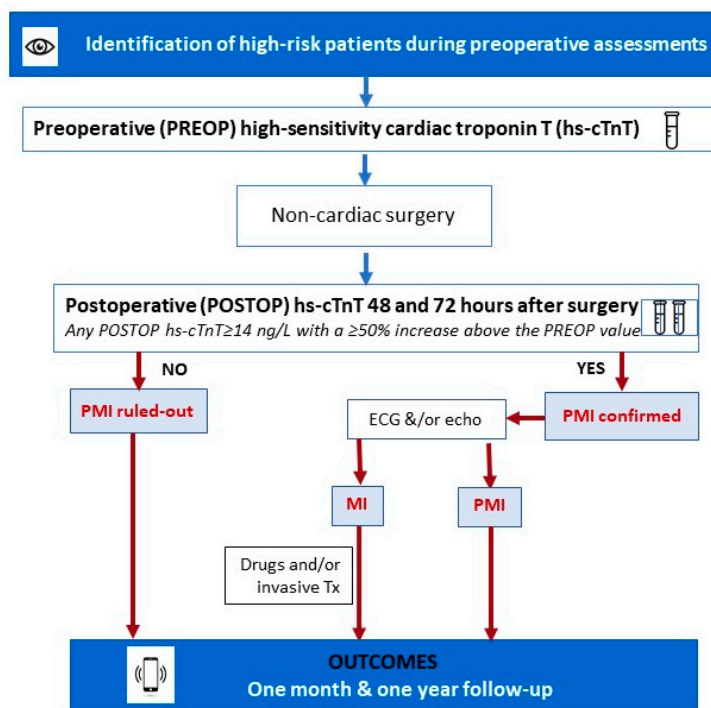 Identification of high-risk patients during preoperative assessments
Preoperative (PREOP) high-sensitivity cardiac troponin T (hs-cTnT)
Non-cardiac surgery
Postoperative (POSTOP) hs-cTnT 48 and 72 hours after surgery
Any POSTOP hs-cTnT≥14 ng/L with a ≥50% increase above the PREOP value
NO
YES
PMI ruled-out
ECG &/or echo
PMI confirmed
MI
PMI
Drugs and/or
invasive Tx
OUTCOMES
One month & one year follow-up